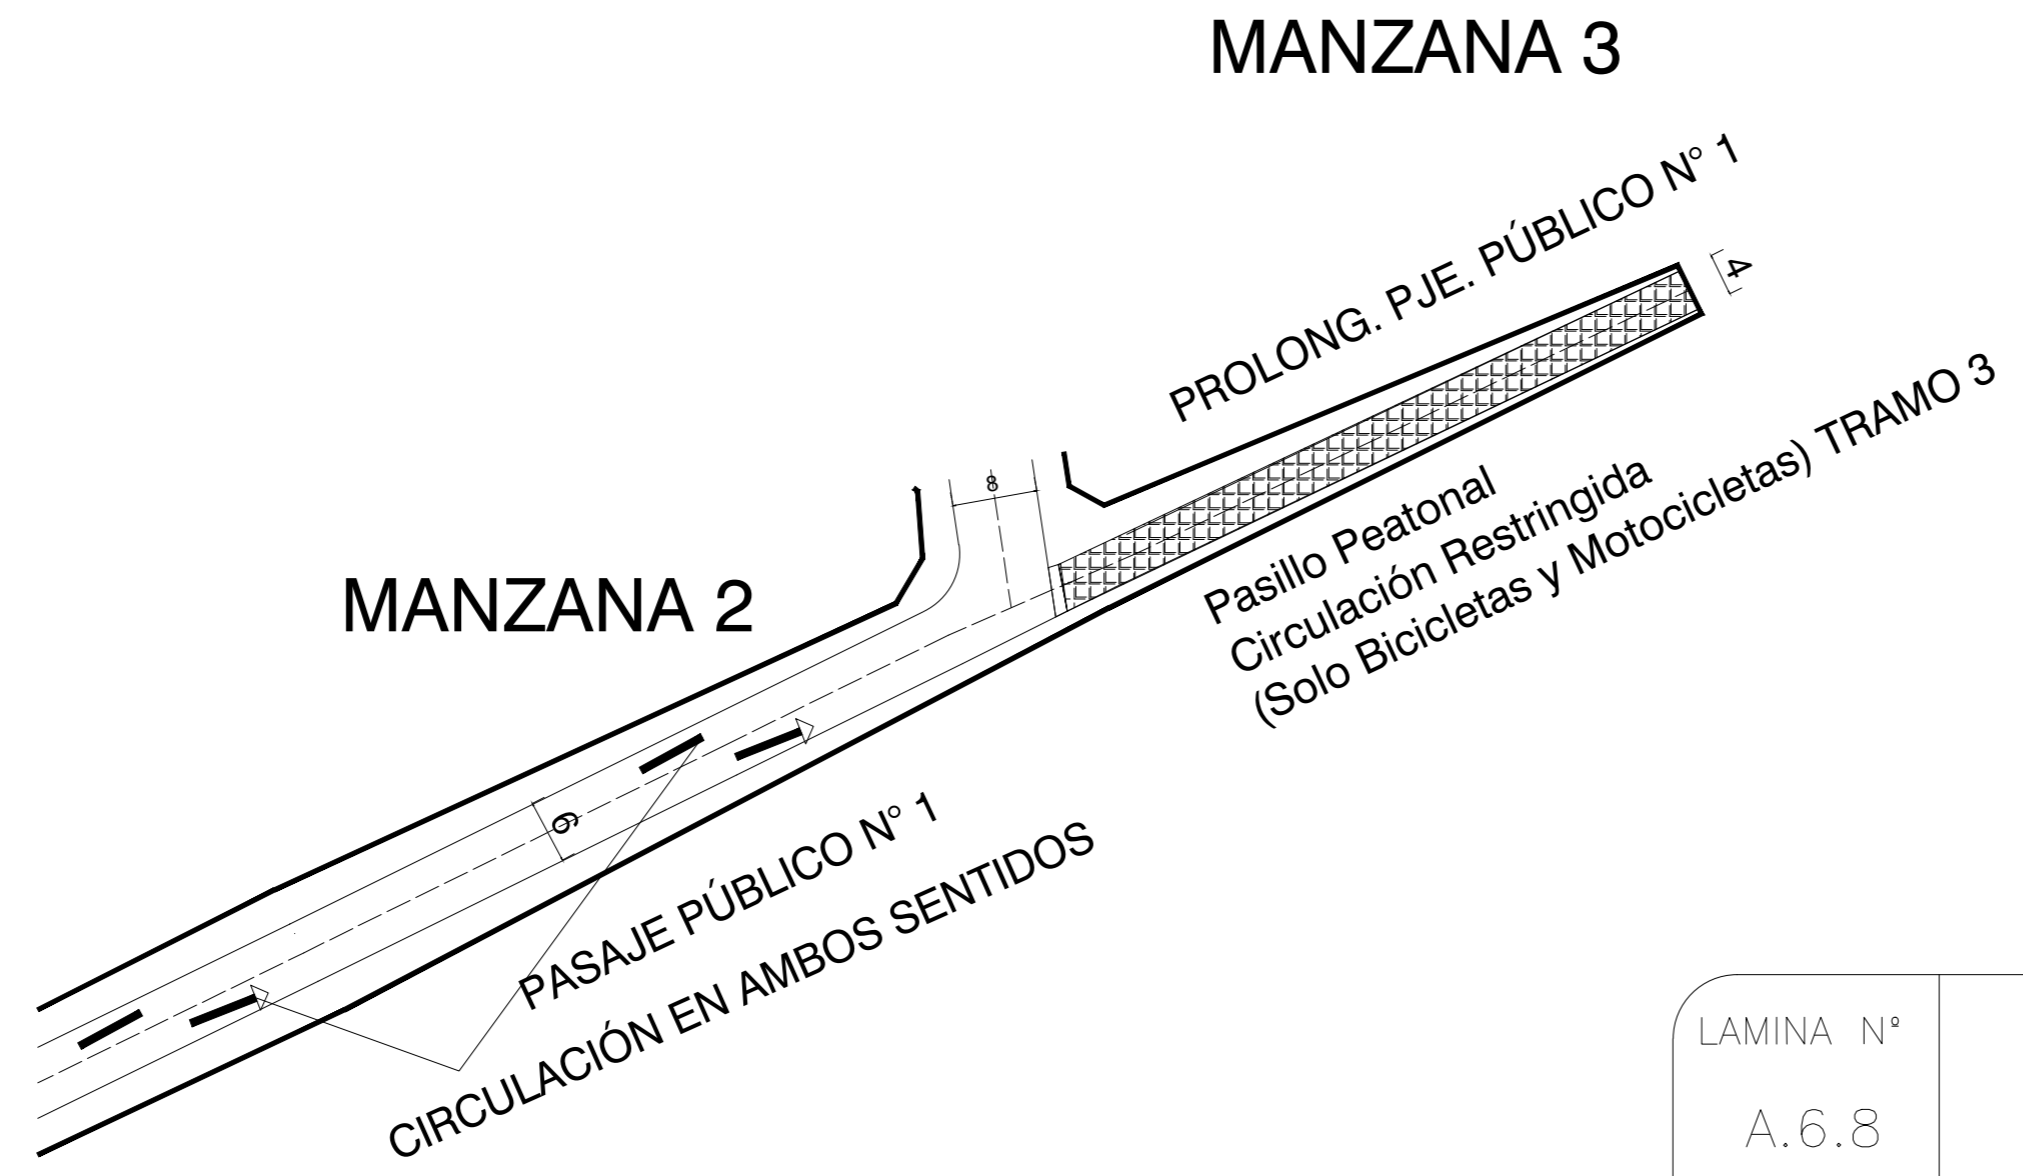 MANZANA 3
PROLONG. PJE. PÚBLICO N° 1
4
8
MANZANA 2
Pasillo Peatonal
Circulación Restringida
(Solo Bicicletas y Motocicletas) TRAMO 3
6
PASAJE PÚBLICO N° 1
CIRCULACIÓN EN AMBOS SENTIDOS
LAMINA Nº
A.6.8